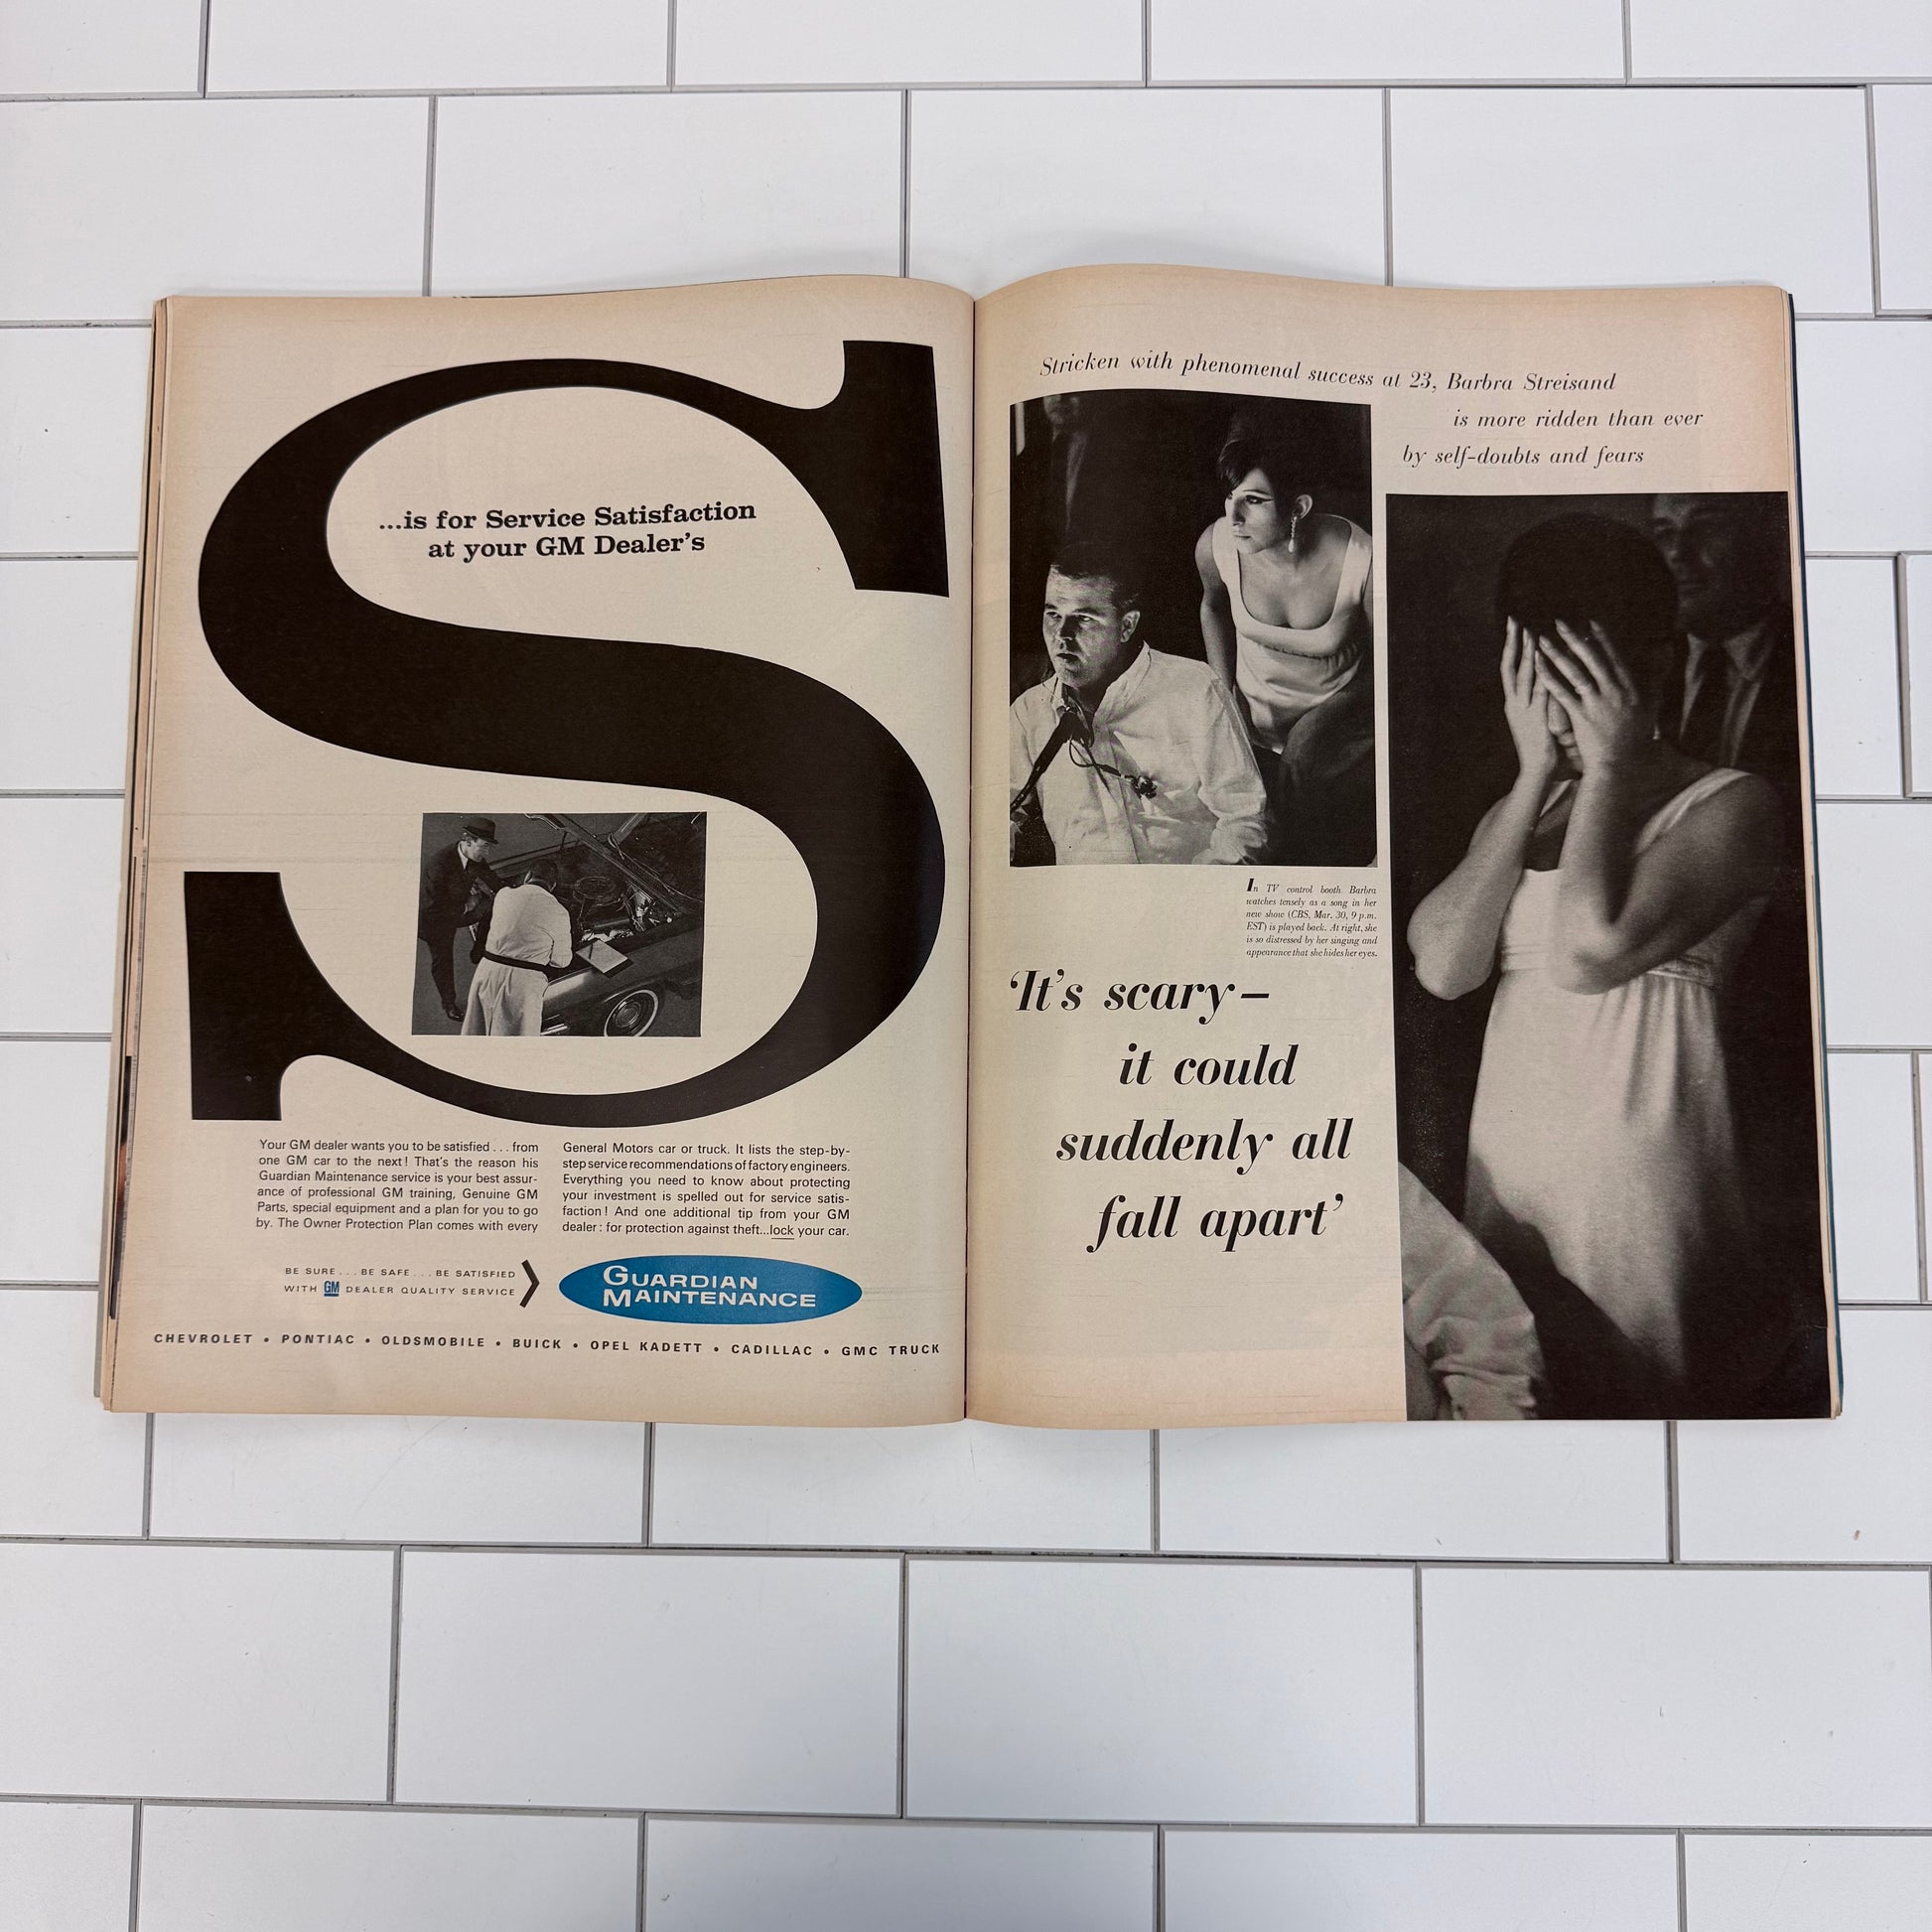 S
...is for Service Satisfaction
at your GM Dealer's
Your GM dealer wants you to be satisfied . . . from
one GM car to the next! That's the reason his
Guardian Maintenance service is your best assur-
ance of professional GM training, Genuine GM
Parts, special equipment and a plan for you to go
by. The Owner Protection Plan comes with every
General Motors car or truck. It lists the step-by-
step service recommendations of factory engineers.
Everything you need to know about protecting
your investment is spelled out for service satis-
faction! And one additional tip from your GM
dealer: for protection against theft...lock your car.
BE SURE . . . BE SAFE . . . BE SATISFIED
WITH GM DEALER QUALITY SERVICE
GUARDIAN
MAINTENANCE
CHEVROLET • PONTIAC • OLDSMOBILE • BUICK • OPEL KADETT • CADILLAC • GMC TRUCK
Stricken with phenomenal success at 23, Barbra Streisand
is more ridden than ever
by self-doubts and fears
In TV control booth Barbra
watches tensely as a song in her
new show (CBS, Mar. 30, 9 p.m.
EST) is played back. At right, she
is so distressed by her singing and
appearance that she hides her eyes.
‘It's scary–
it could
suddenly all
fall apart’